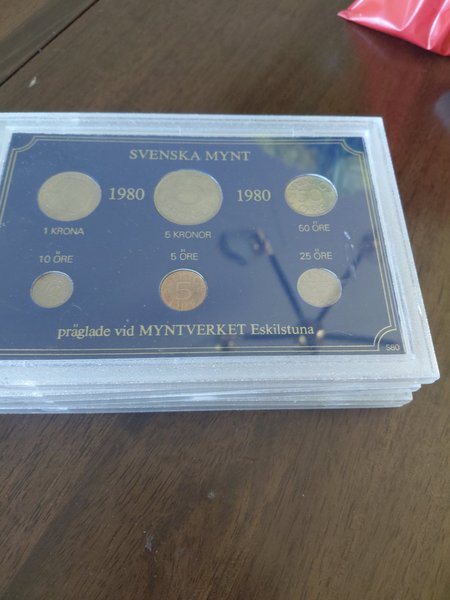 SVENSKA MYNT
1980 1980
1 KRONA 5 KRONOR 50 ÖRE
10 ÖRE 5 ÖRE 25 ÖRE
5
präglade vid MYNTVERKET Eskilstuna
S80